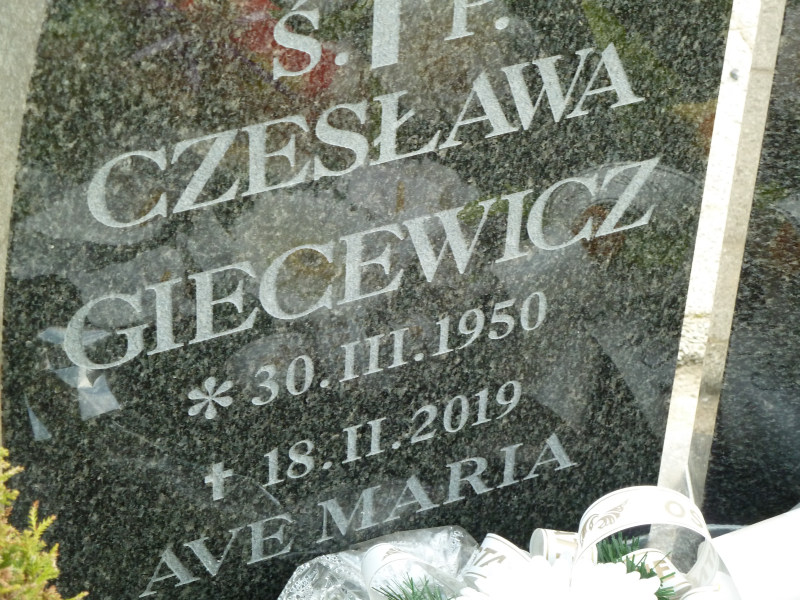 Ś. P.
CZESŁAWA
GIECEWICZ
* 30.III.1950
✝ 18.II.2019
AVE MARIA